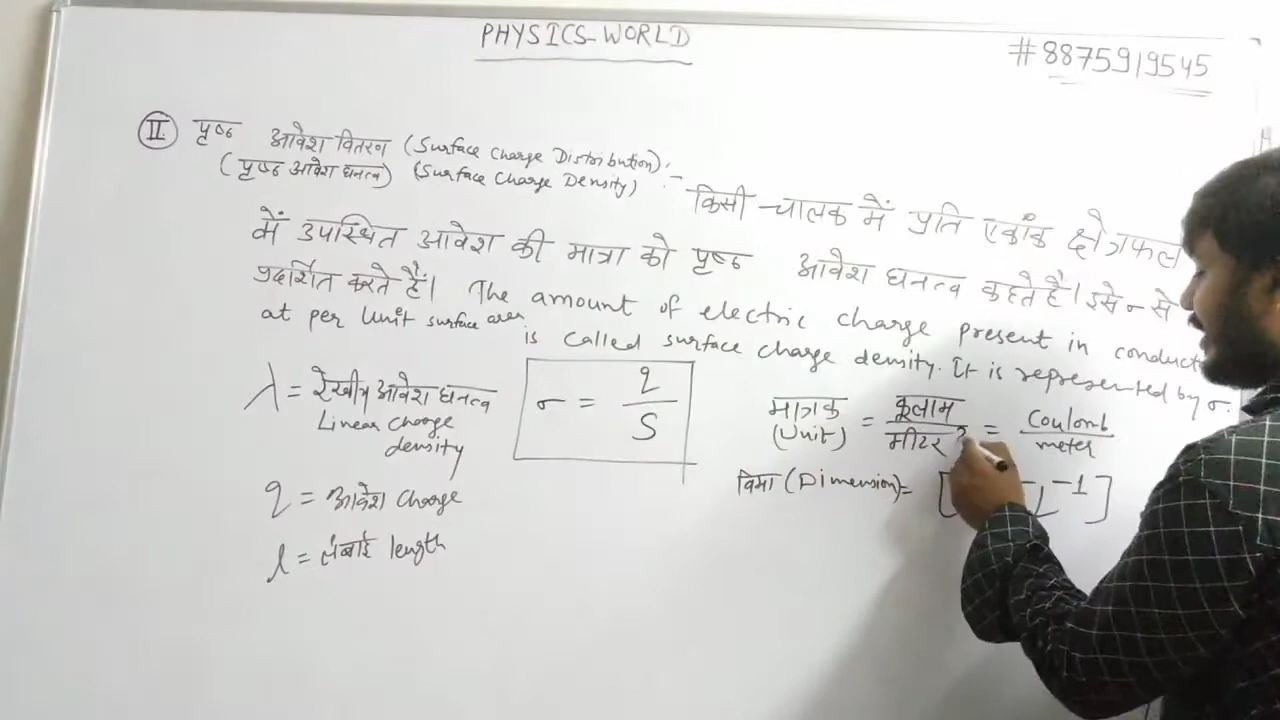 PHYSICS-WORLD
#8875919545
II पृष्ठ आवेश वितरण (Surface Charge Distribution):-
(पृष्ठ आवेश घनत्व) (Surface Charge Density)
किसी चालक में प्रति एकांक क्षेत्रफल
में उपस्थित आवेश की मात्रा को पृष्ठ आवेश घनत्व कहते हैं। इसे σ से
प्रदर्शित करते हैं। The amount of electric charge present in conduct
at per Unit surface area is called surface charge density. It is represented by σ.
λ = रेखीय आवेश घनत्व
Linear charge
density
σ = q/S
मात्रक (Unit) = कूलाम/मीटर² = Coulomb/meter
विमा (Dimension) = [ L⁻¹]
q = आवेश charge
l = लंबाई length